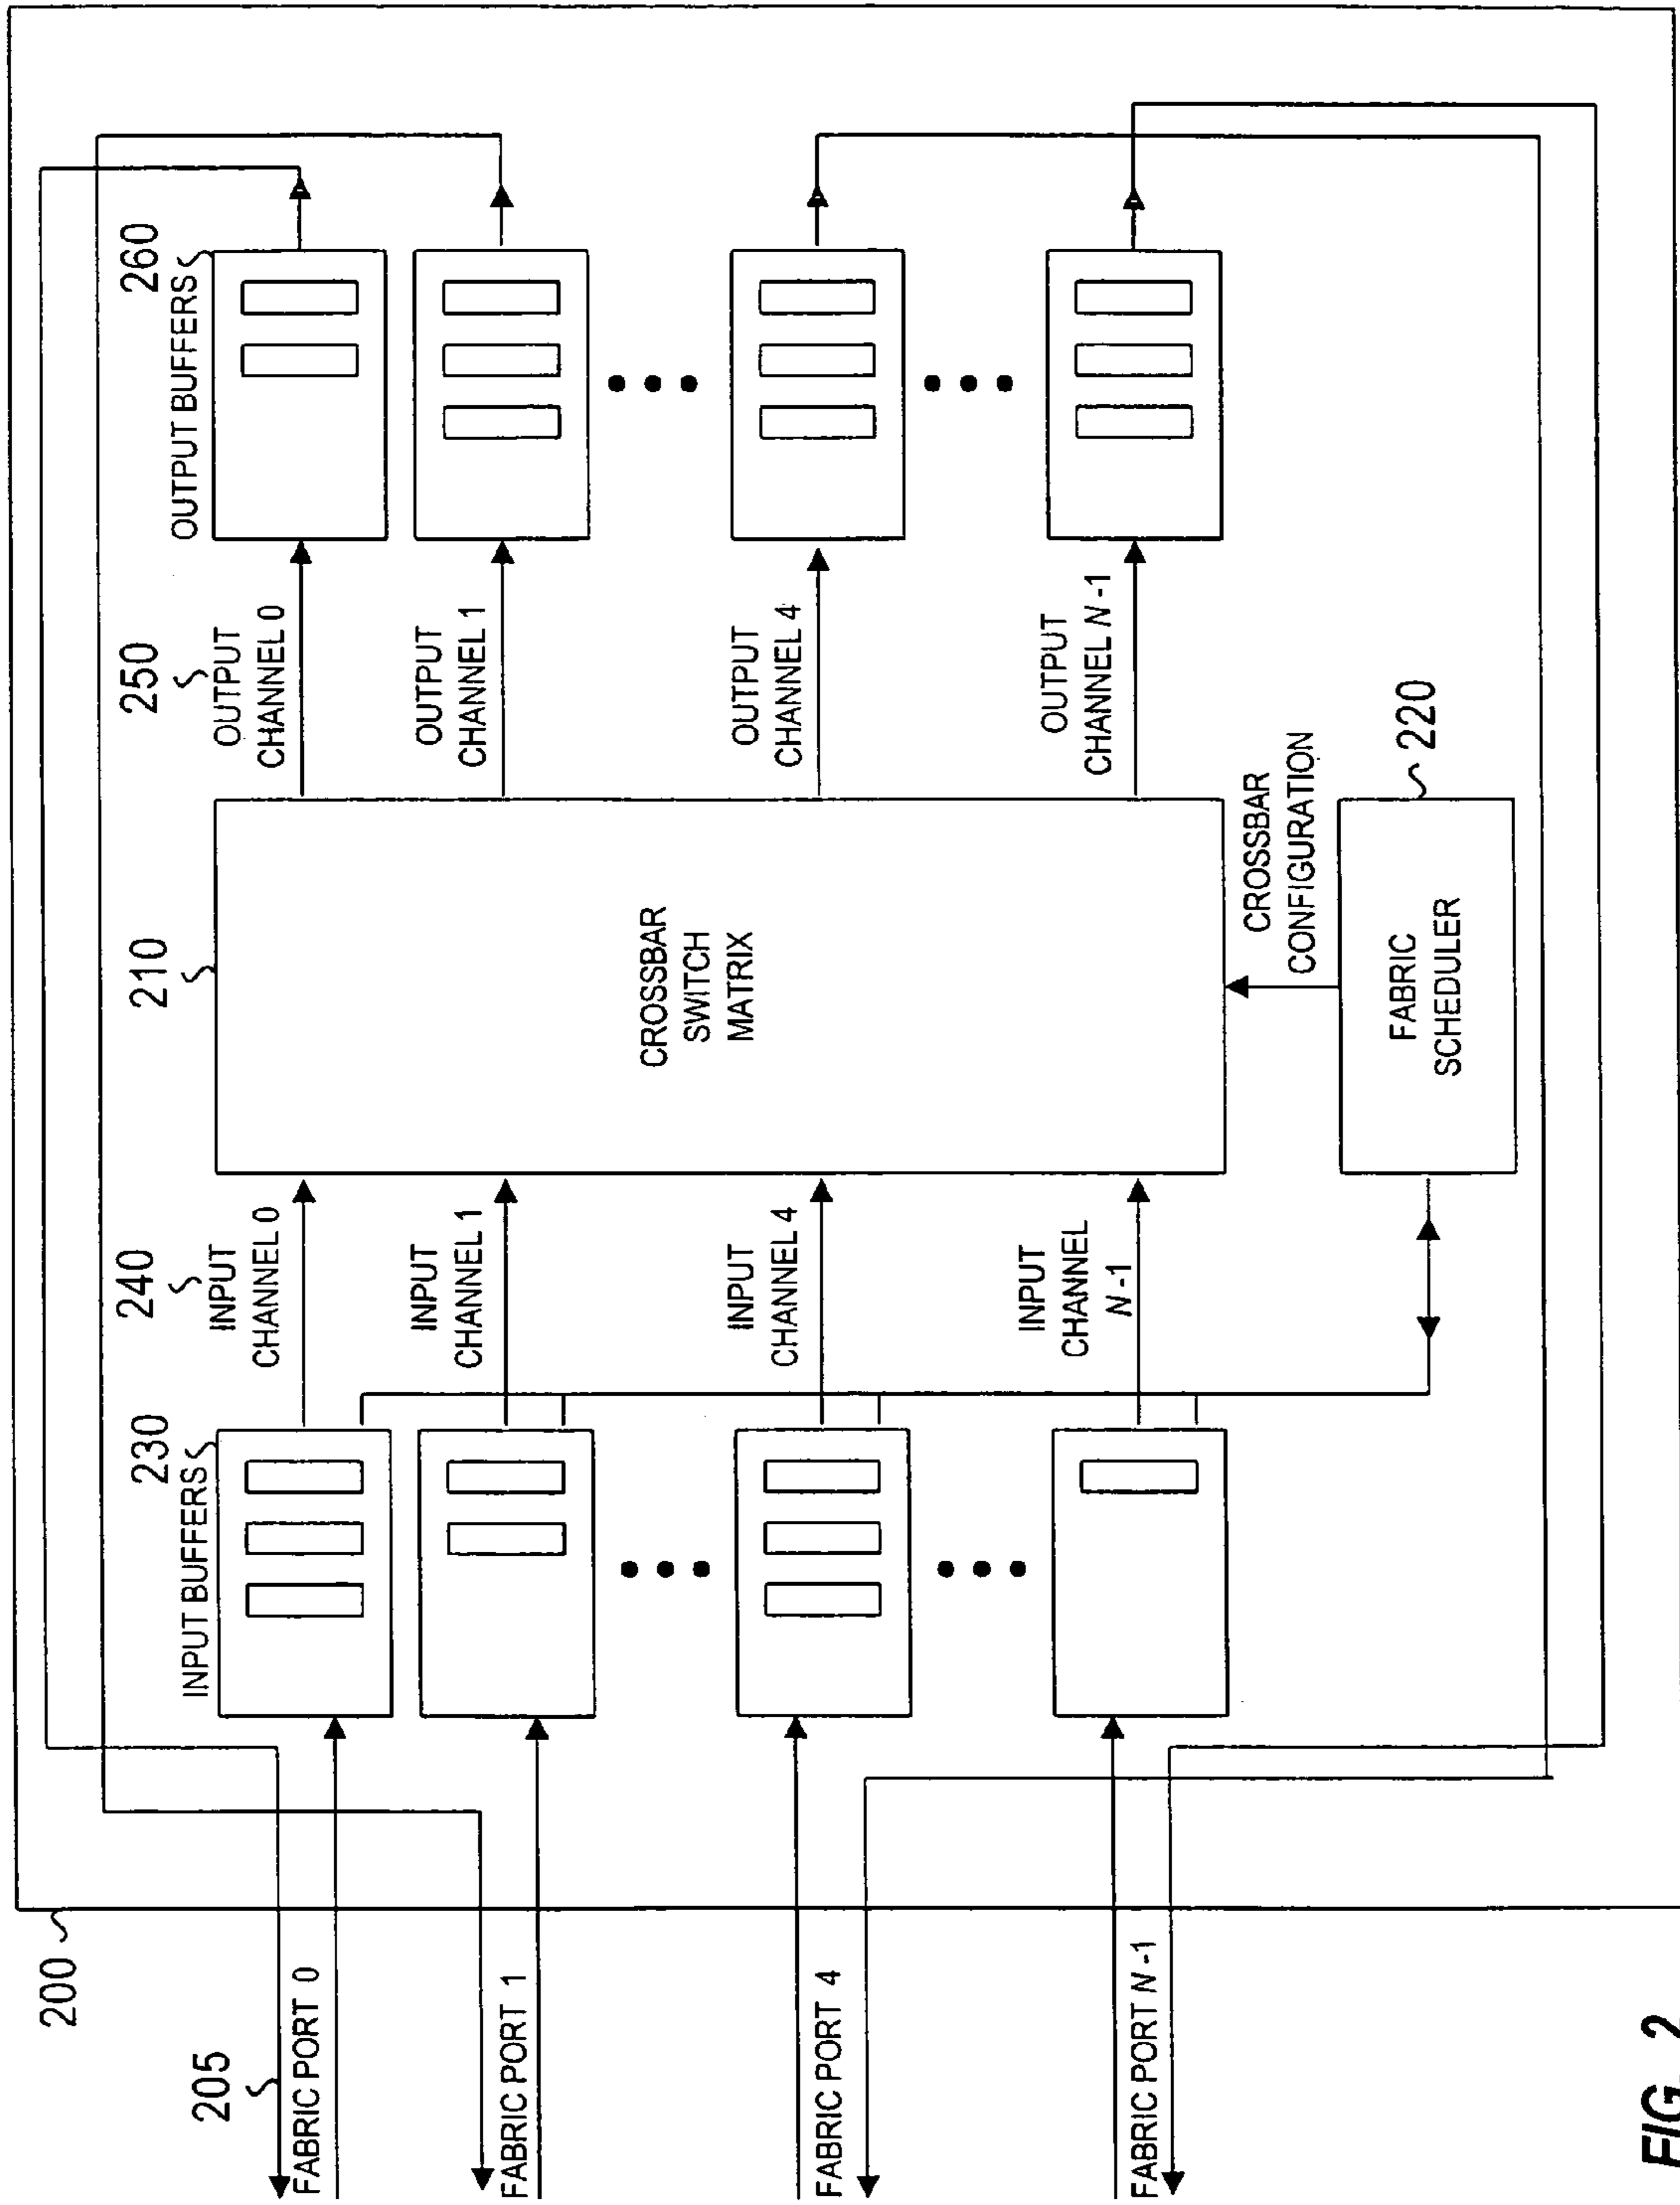 200
205
FABRIC PORT 0
FABRIC PORT 1
FABRIC PORT 4
FABRIC PORT N-1
230
INPUT BUFFERS
240
INPUT
CHANNEL 0
INPUT
CHANNEL 1
INPUT
CHANNEL 4
INPUT
CHANNEL
N-1
210
CROSSBAR
SWITCH
MATRIX
CROSSBAR
CONFIGURATION
220
FABRIC
SCHEDULER
250
OUTPUT
CHANNEL 0
OUTPUT
CHANNEL 1
OUTPUT
CHANNEL 4
OUTPUT
CHANNEL N-1
260
OUTPUT BUFFERS
FIG. 2